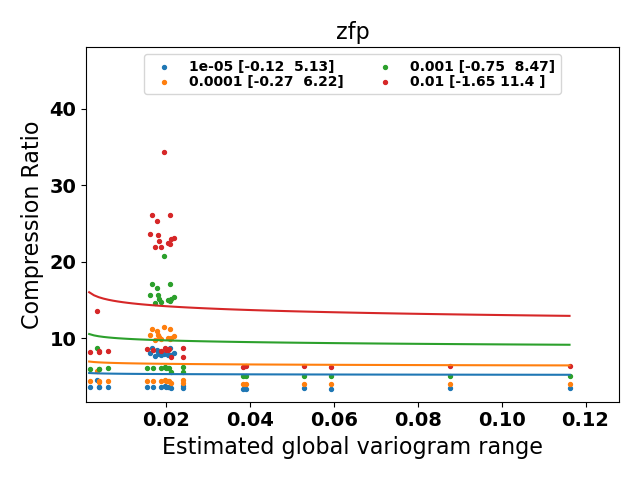 zfp
1e-05 [-0.12  5.13]
0.0001 [-0.27  6.22]
0.001 [-0.75  8.47]
0.01 [-1.65 11.4 ]
Compression Ratio
40
30
20
10
0.02 0.04 0.06 0.08 0.10 0.12
Estimated global variogram range